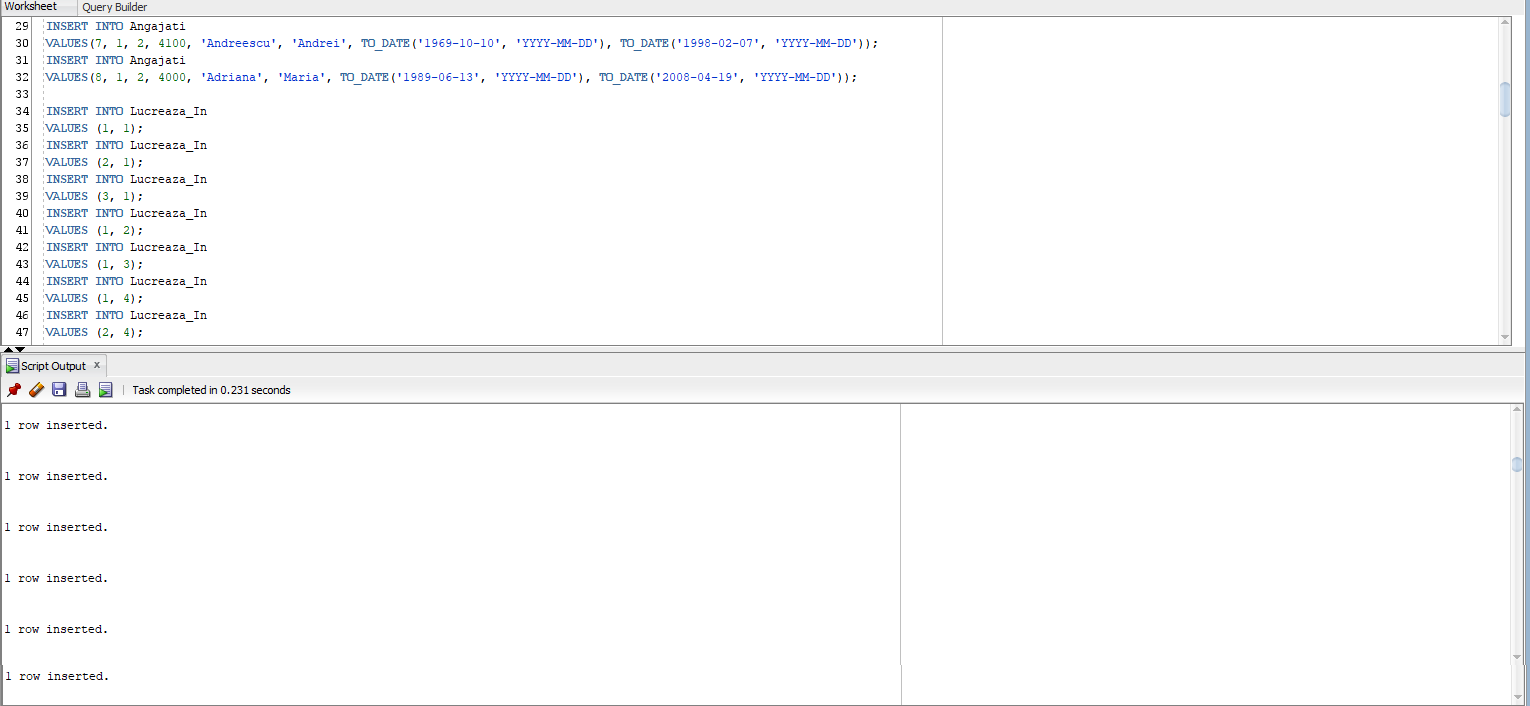 Worksheet Query Builder
29 INSERT INTO Angajati
30 VALUES(7, 1, 2, 4100, 'Andreescu', 'Andrei', TO_DATE('1969-10-10', 'YYYY-MM-DD'), TO_DATE('1998-02-07', 'YYYY-MM-DD'));
31 INSERT INTO Angajati
32 VALUES(8, 1, 2, 4000, 'Adriana', 'Maria', TO_DATE('1989-06-13', 'YYYY-MM-DD'), TO_DATE('2008-04-19', 'YYYY-MM-DD'));
33
34 INSERT INTO Lucreaza_In
35 VALUES (1, 1);
36 INSERT INTO Lucreaza_In
37 VALUES (2, 1);
38 INSERT INTO Lucreaza_In
39 VALUES (3, 1);
40 INSERT INTO Lucreaza_In
41 VALUES (1, 2);
42 INSERT INTO Lucreaza_In
43 VALUES (1, 3);
44 INSERT INTO Lucreaza_In
45 VALUES (1, 4);
46 INSERT INTO Lucreaza_In
47 VALUES (2, 4);
Script Output x
Task completed in 0.231 seconds
1 row inserted.
1 row inserted.
1 row inserted.
1 row inserted.
1 row inserted.
1 row inserted.